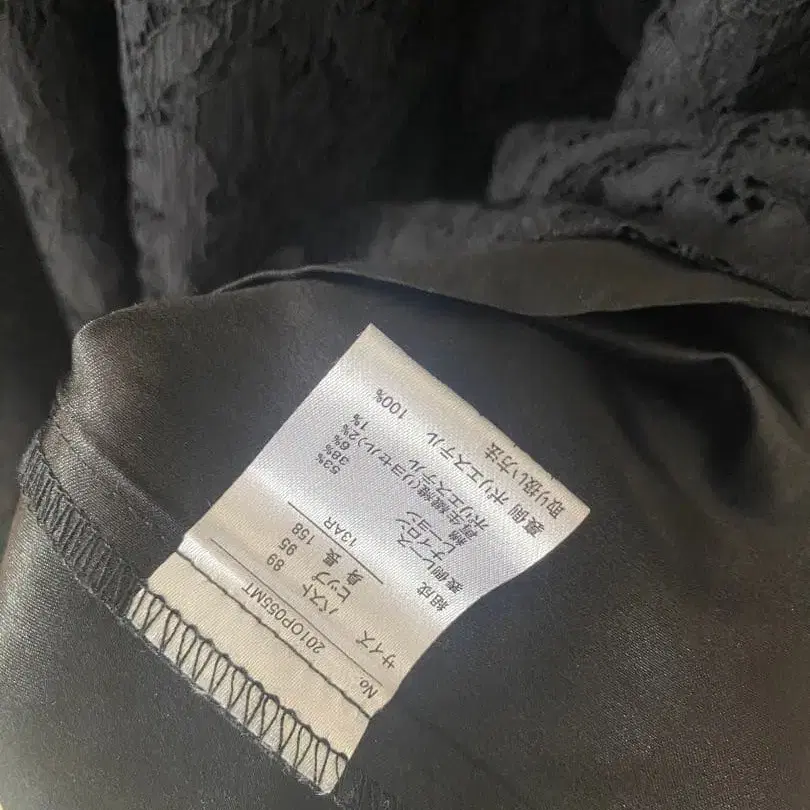 No. 201OP055MT
サイズ バスト 89
ヒップ 95
身長 158
13AR
組成
表側 レース
ナイロン 53%
レーヨン 38%
綿 6%
再生繊維(リヨセル)2%
ポリエステル 1%
裏側 ポリエステル 100%
取り扱い方法